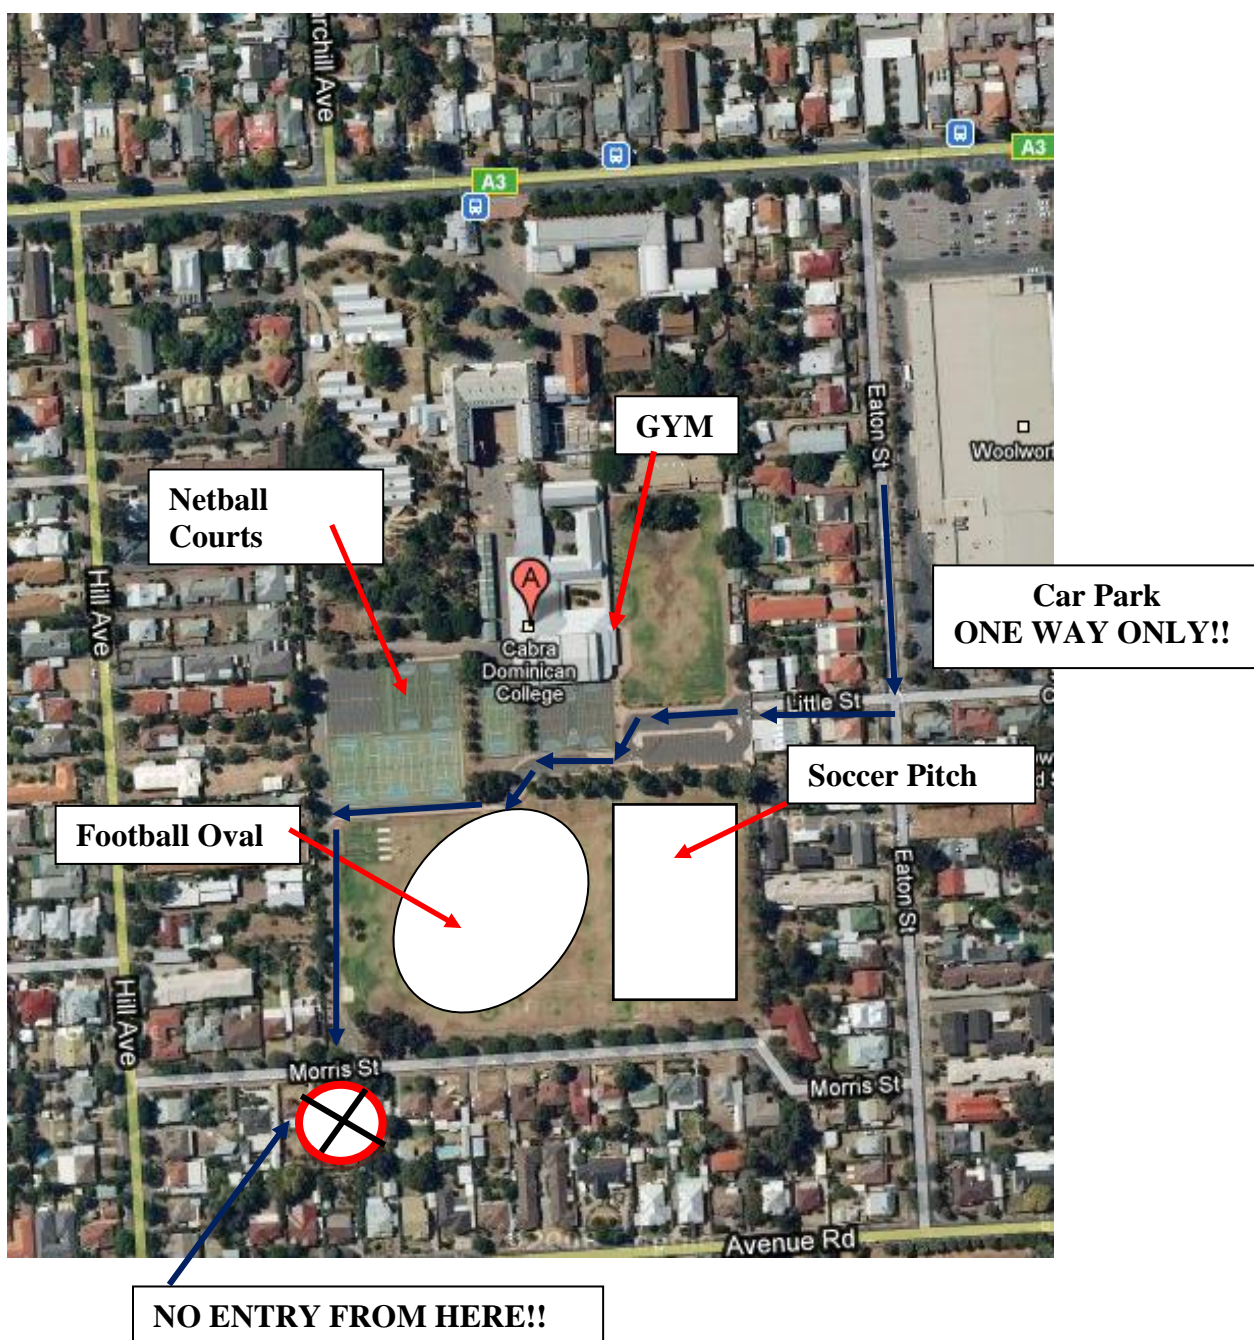 urchill Ave
A3
A3
Eaton St
Woolwort
GYM
Netball
Courts
Hill Ave
A
Cabra
Dominican
College
Car Park
ONE WAY ONLY!!
Little St
Soccer Pitch
Football Oval
Eaton St
Hill Ave
Morris St
Morris St
Avenue Rd
NO ENTRY FROM HERE!!